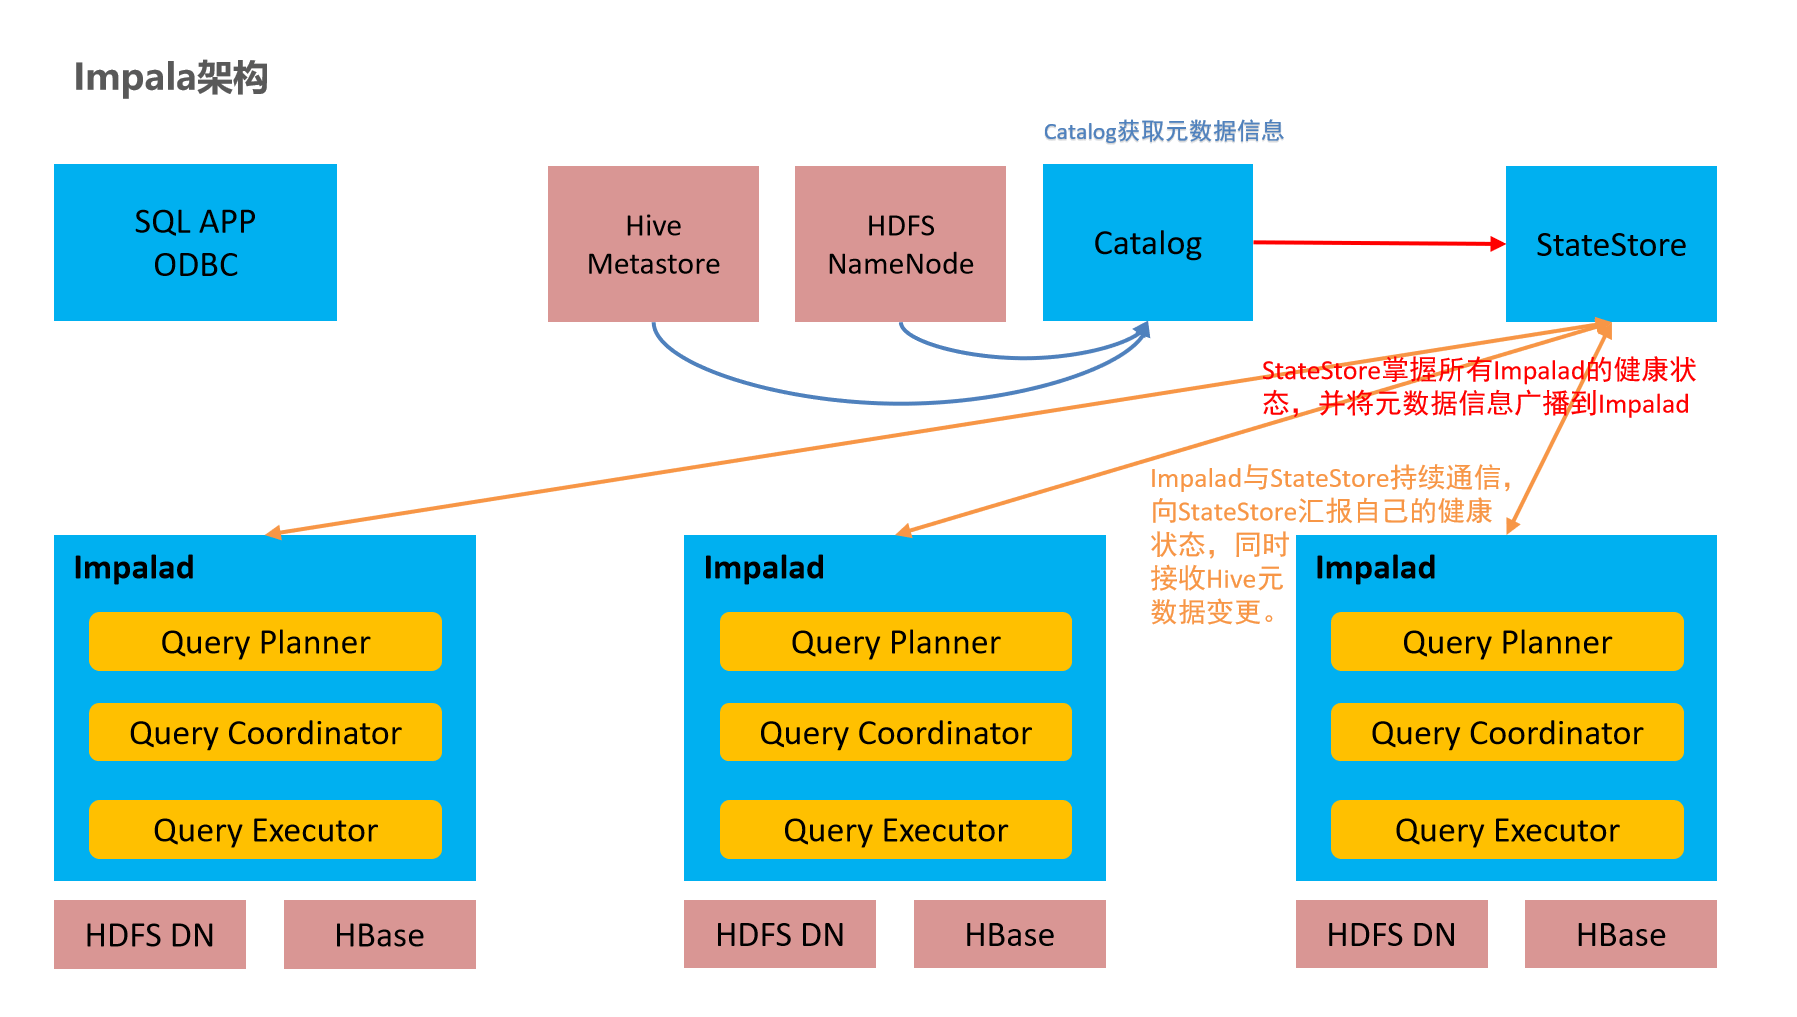 Impala架构
Catalog获取元数据信息
SQL APP
ODBC
Hive
Metastore
HDFS
NameNode
Catalog
StateStore
StateStore掌握所有Impalad的健康状
态，并将元数据信息广播到Impalad
Impalad与StateStore持续通信，
向StateStore汇报自己的健康
状态，同时
接收Hive元
数据变更。
Impalad
Query Planner
Query Coordinator
Query Executor
HDFS DN
HBase
Impalad
Query Planner
Query Coordinator
Query Executor
HDFS DN
HBase
Impalad
Query Planner
Query Coordinator
Query Executor
HDFS DN
HBase